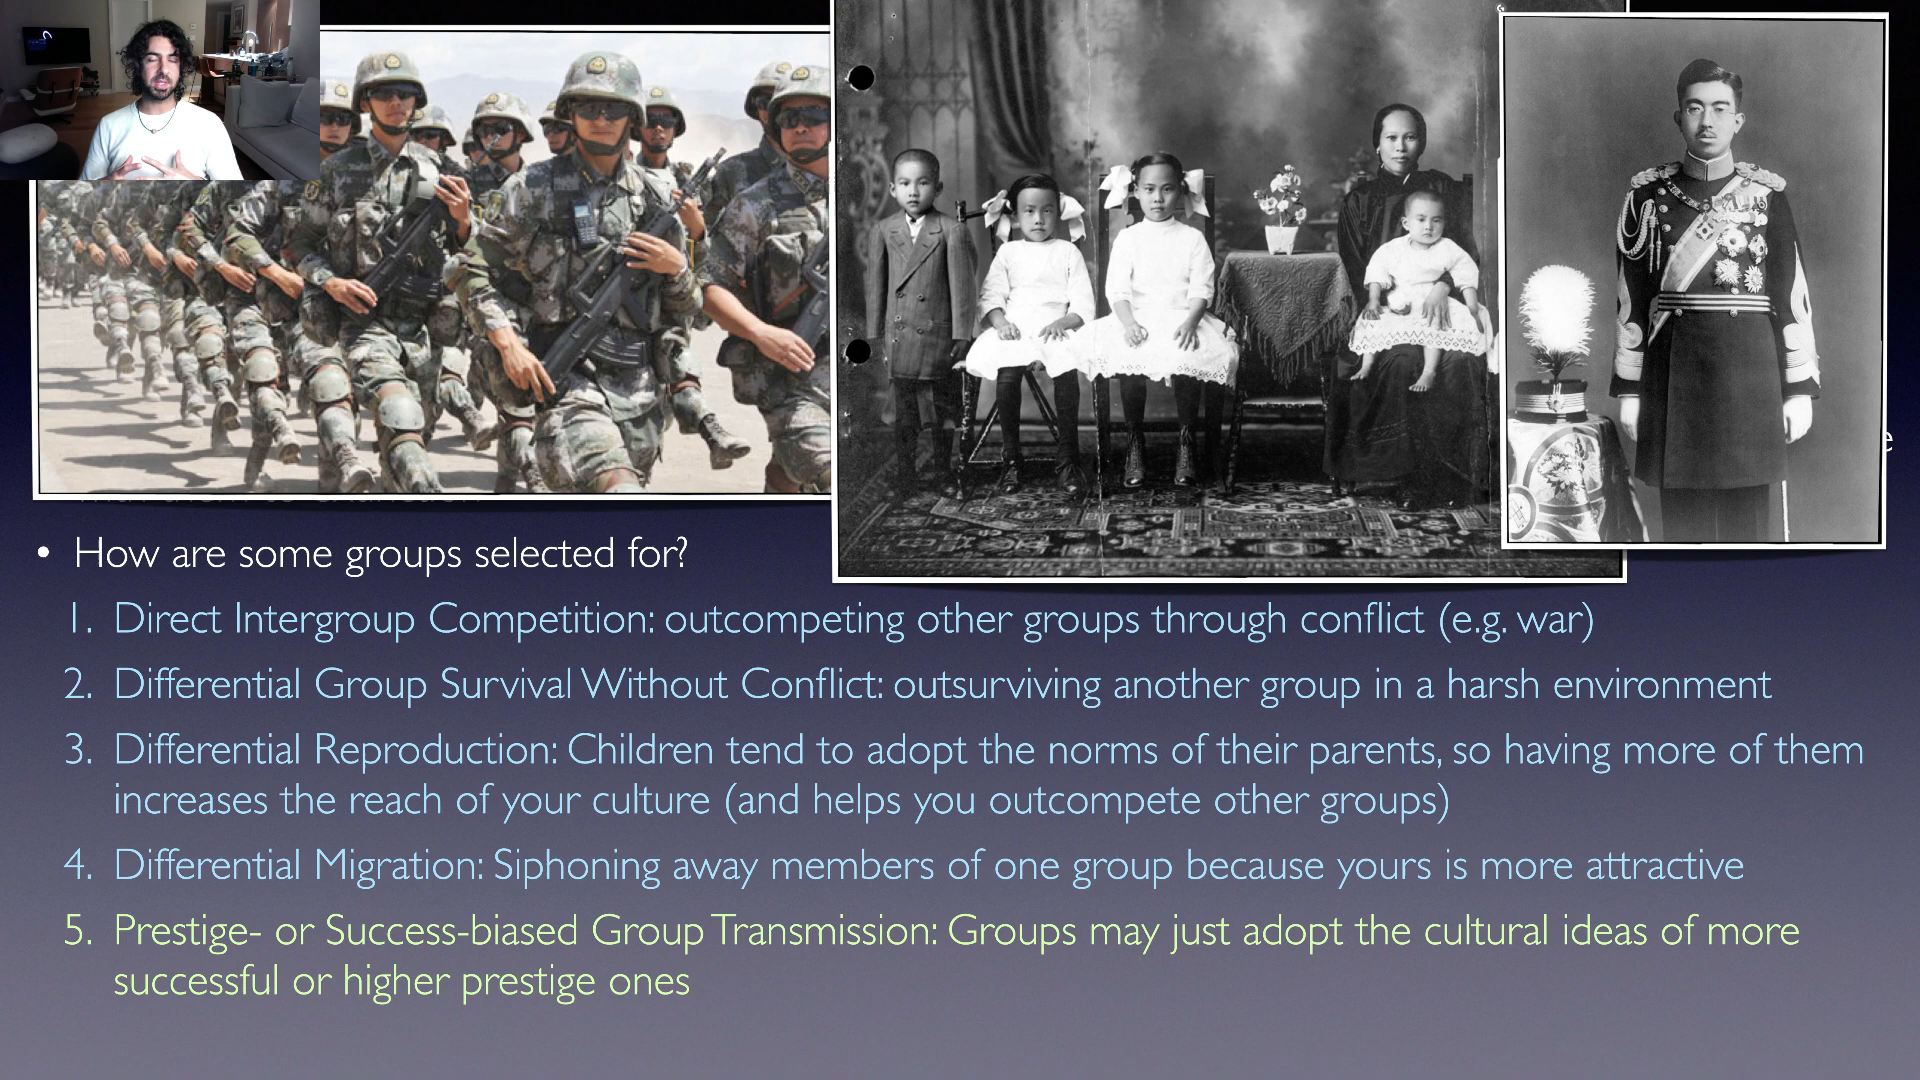 • How are some groups selected for?
1. Direct Intergroup Competition: outcompeting other groups through conflict (e.g. war)
2. Differential Group Survival Without Conflict: outsurviving another group in a harsh environment
3. Differential Reproduction: Children tend to adopt the norms of their parents, so having more of them
increases the reach of your culture (and helps you outcompete other groups)
4. Differential Migration: Siphoning away members of one group because yours is more attractive
5. Prestige- or Success-biased Group Transmission: Groups may just adopt the cultural ideas of more
successful or higher prestige ones